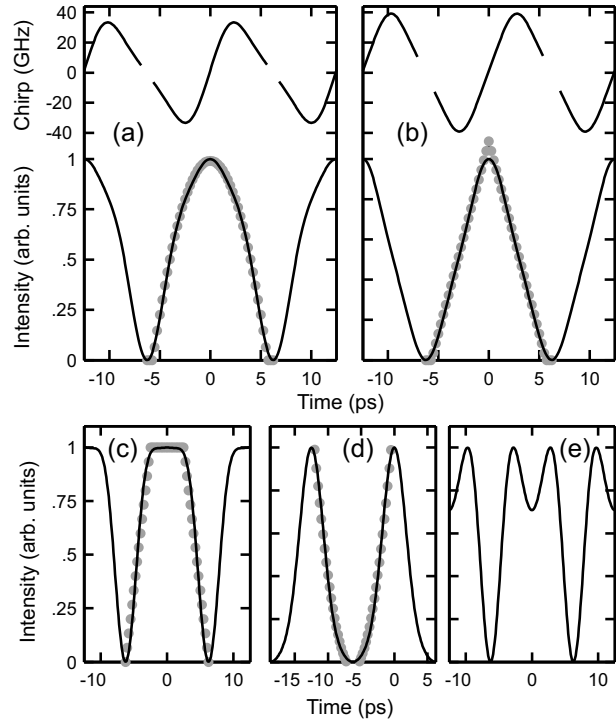 40
20
0
-20
-40
Chirp (GHz)
(a)
(b)
1
.75
.5
.25
0
Intensity (arb. units)
-10 -5 0 5 10
-10 -5 0 5 10
Time (ps)
(c)
(d)
(e)
1
.75
.5
.25
0
Intensity (arb. units)
-10 0 10
-15 -10 -5 0 5
-10 0 10
Time (ps)